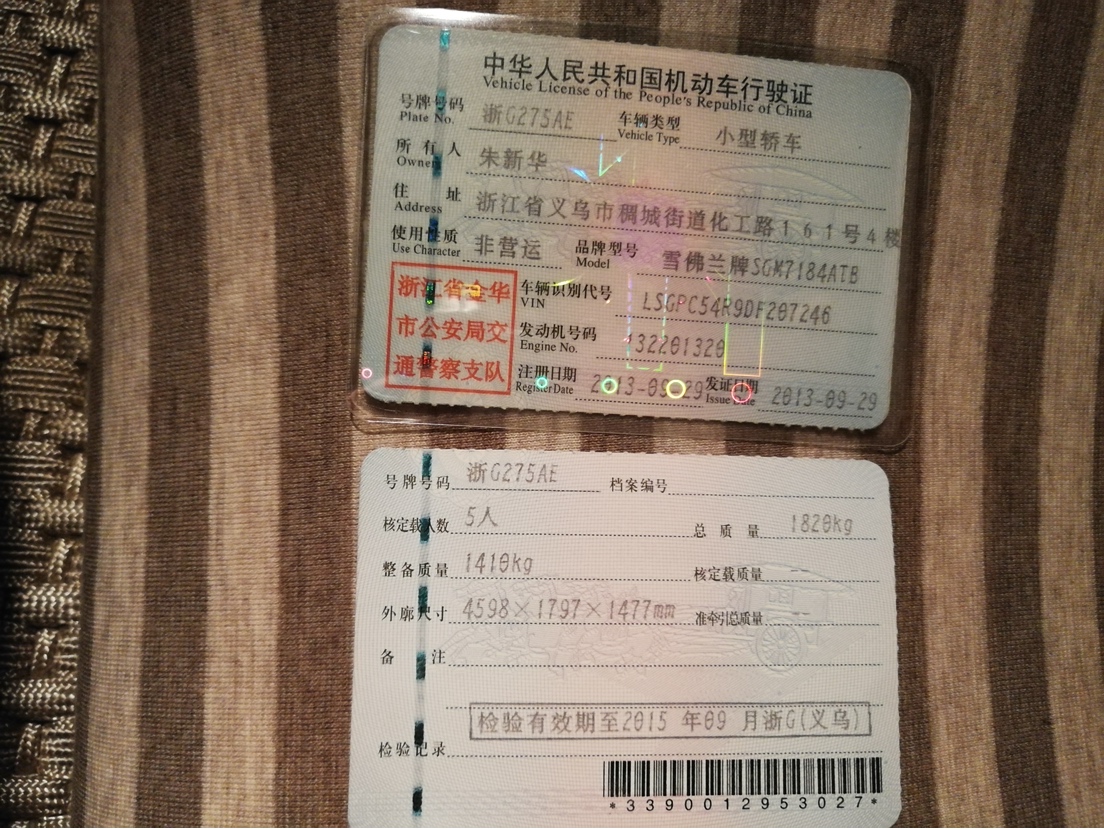 中华人民共和国机动车行驶证
Vehicle License of the People's Republic of China
号牌号码 浙G275AE 车辆类型 小型轿车
Plate No. Vehicle Type
所有人 朱新华
Owner
住址 浙江省义乌市稠城街道化工路161号4楼
Address
使用性质 非营运 品牌型号 雪佛兰牌SGM7184ATB
Use Character Model
浙江省金华
市公安局交
通警察支队
车辆识别代号 LSGPC54R9DF207246
VIN
发动机号码 132201320
Engine No.
注册日期 2013-09-29 发证日期 2013-09-29
Register Date Issue Date
号牌号码 浙G275AE 档案编号
核定载人数 5人 总质量 1820kg
整备质量 1410kg 核定载质量 --
外廓尺寸 4598×1797×1477mm 准牵引总质量
备注
检验有效期至2015 年09 月浙G(义乌)
检验记录
*3390012953027*